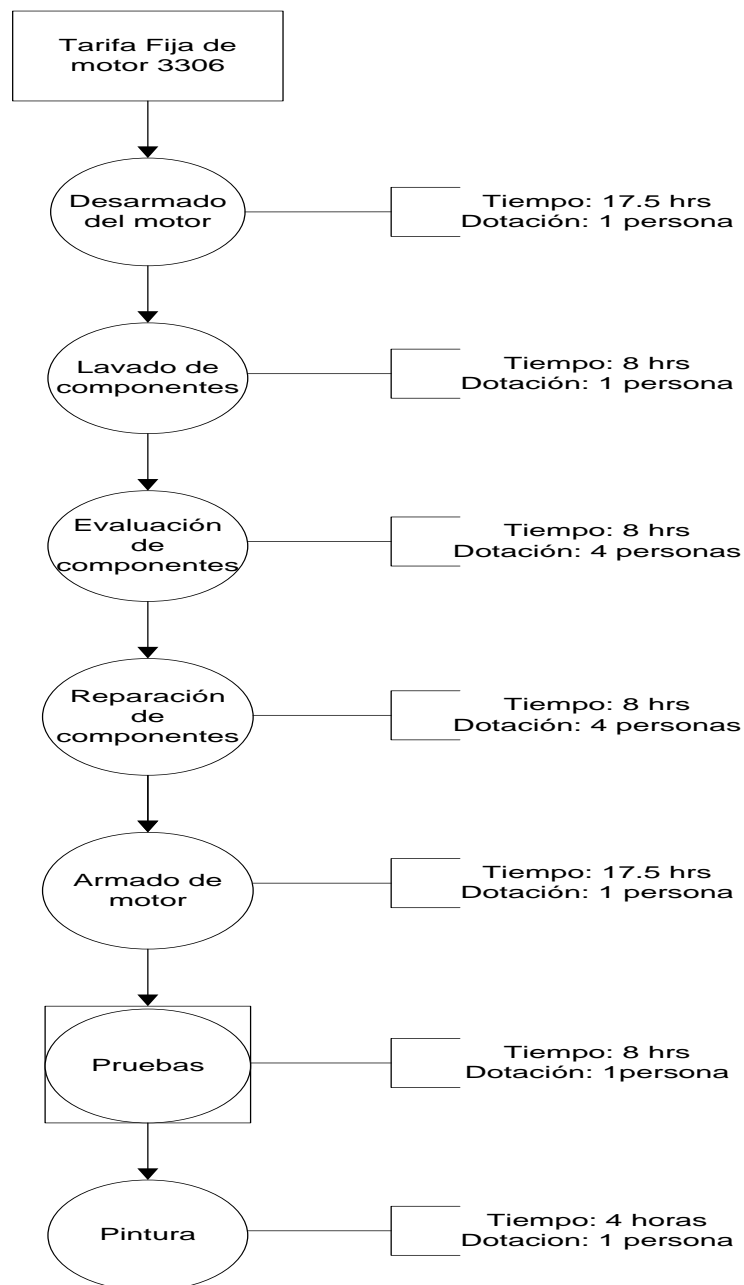 Tarifa Fija de
motor 3306
Desarmado
del motor
Tiempo: 17.5 hrs
Dotación: 1 persona
Lavado de
componentes
Tiempo: 8 hrs
Dotación: 1 persona
Evaluación
de
componentes
Tiempo: 8 hrs
Dotación: 4 personas
Reparación
de
componentes
Tiempo: 8 hrs
Dotación: 4 personas
Armado de
motor
Tiempo: 17.5 hrs
Dotación: 1 persona
Pruebas
Tiempo: 8 hrs
Dotación: 1persona
Pintura
Tiempo: 4 horas
Dotacion: 1 persona